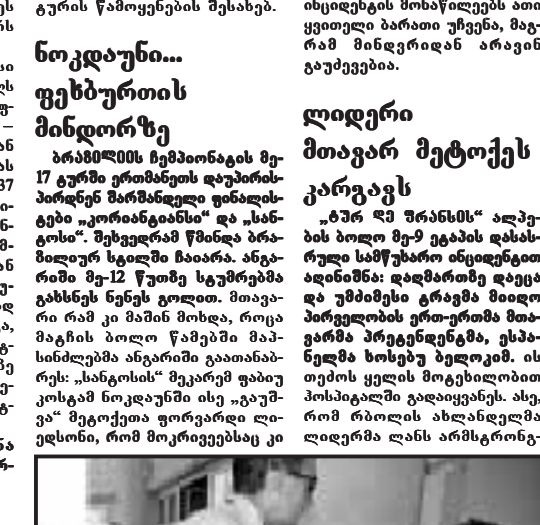 ტურის წამოყენების შესახებ.
ნოკდაუნი...
ფეხბურთის
მინდორზე
ბრაზილიის ჩემპიონატის მე-
17 ტურში ერთმანეთს დაუპირის-
პირდნენ შარშანდელი ფინალის-
ტები „კორიანტიანსი“ და „სან-
ტოსი“. შეხვედრამ წმინდა ბრა-
ზილიურ სტილში ჩაიარა. ანგა-
რიში მე-12 წუთზე სტუმრებმა
გახსნეს ნენეს გოლით. მთავა-
რი რამ კი მაშინ მოხდა, როცა
მატჩის ბოლო წამებში მას-
პინძლებმა ანგარიში გაათანაბ-
რეს: „სანტოსის“ მეკარემ ფაბიუ
კოსტამ ნოკდაუნში ისე „გაუშ-
ვა“ მეტოქეთა ფორვარდი ლი-
ედსონი, რომ მოკრივეებსაც კი
ინციდენტის მონაწილეებს ათი
ყვითელი ბარათი უჩვენა, მაგ-
რამ მინდვრიდან არავინ
გაუძევებია.
ლიდერი
მთავარ მეტოქეს
კარგავს
„ტურ დე ფრანსის“ ალპე-
ბის ბოლო მე-9 ეტაპის დასას-
რული სამწუხარო ინციდენტით
აღინიშნა: დაღმართზე დაეცა
და უმძიმესი ტრავმა მიიღო
პირველობის ერთ-ერთმა მთა-
ვარმა პრეტენდენტმა, ესპა-
ნელმა ხოსებუ ბელოკიმ. ის
თეძოს ყელის მოტეხილობით
ჰოსპიტალში გადაიყვანეს. ასე,
რომ რბოლის ახლანდელმა
ლიდერმა ლანს არმსტრონგ-